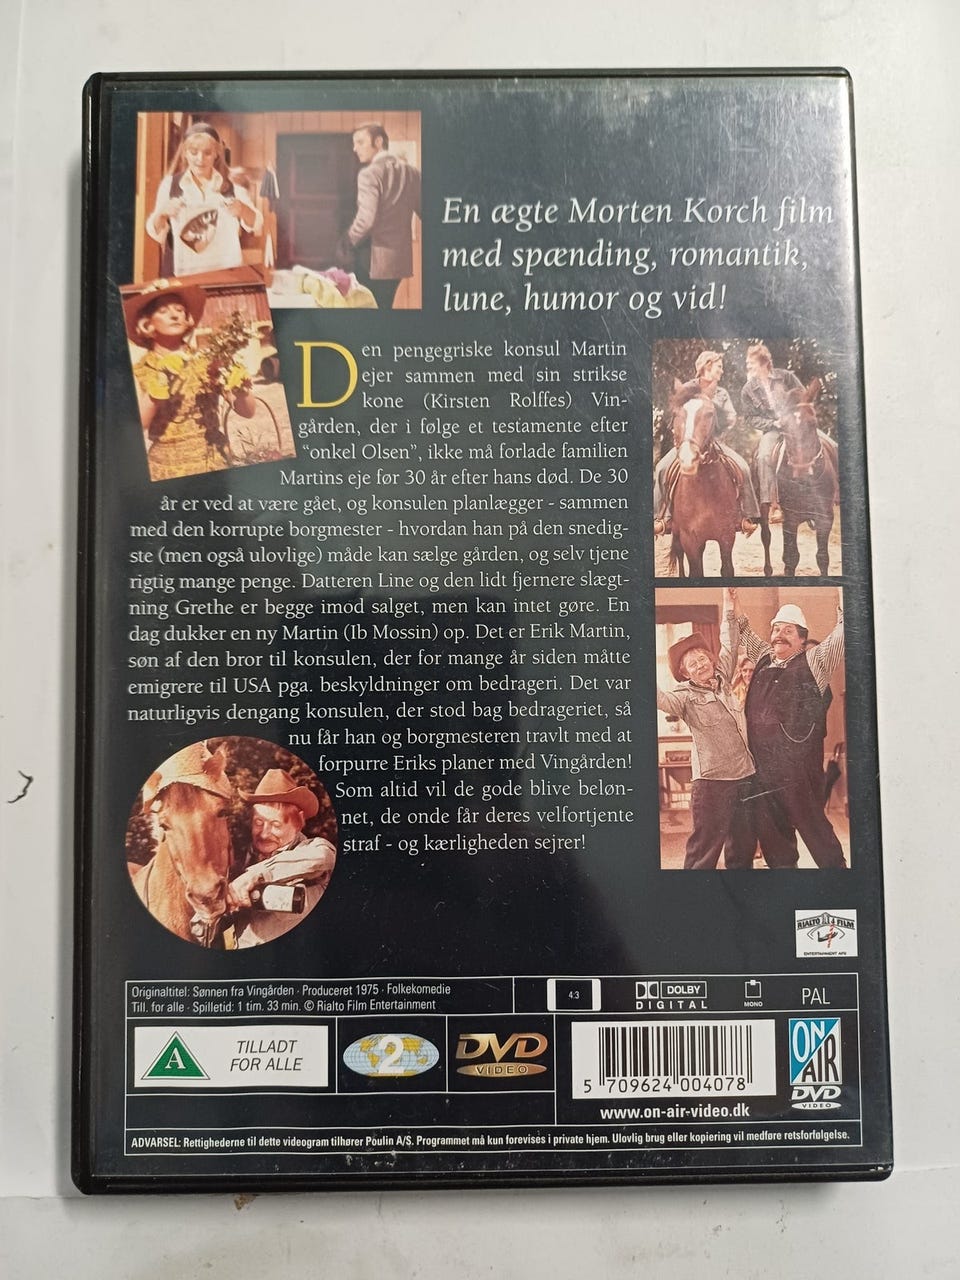 En ægte Morten Korch film
med spænding, romantik,
lune, humor og vid!
Den pengegriske konsul Martin
ejer sammen med sin strikse
kone (Kirsten Rolffes) Vin-
gården, der i følge et testamente efter
"onkel Olsen", ikke må forlade familien
Martins eje før 30 år efter hans død. De 30
år er ved at være gået, og konsulen planlægger - sammen
med den korrupte borgmester - hvordan han på den snedig-
ste (men også ulovlige) måde kan sælge gården, og selv tjene
rigtig mange penge. Datteren Line og den lidt fjernere slægt-
ning Grethe er begge imod salget, men kan intet gøre. En
dag dukker en ny Martin (Ib Mossin) op. Det er Erik Martin,
søn af den bror til konsulen, der for mange år siden måtte
emigrere til USA pga. beskyldninger om bedrageri. Det var
naturligvis dengang konsulen, der stod bag bedrageriet, så
nu får han og borgmesteren travlt med at
forpurre Eriks planer med Vingården!
Som altid vil de gode blive beløn-
net, de onde får deres velfortjente
straf - og kærligheden sejrer!
RIALTO FILM
ENTERTAINMENT APS
Originaltitel: Sønnen fra Vingården · Produceret 1975 · Folkekomedie
Till. for alle · Spilletid: 1 tim. 33 min. © Rialto Film Entertainment
4:3
DOLBY
DIGITAL
MONO
PAL
A
TILLADT
FOR ALLE
2
DVD
VIDEO
5 709624 004078
www.on-air-video.dk
ON
AIR
DVD
VIDEO
ADVARSEL: Rettighederne til dette videogram tilhører Poulin A/S. Programmet må kun forevises i private hjem. Ulovlig brug eller kopiering vil medføre retsforfølgelse.